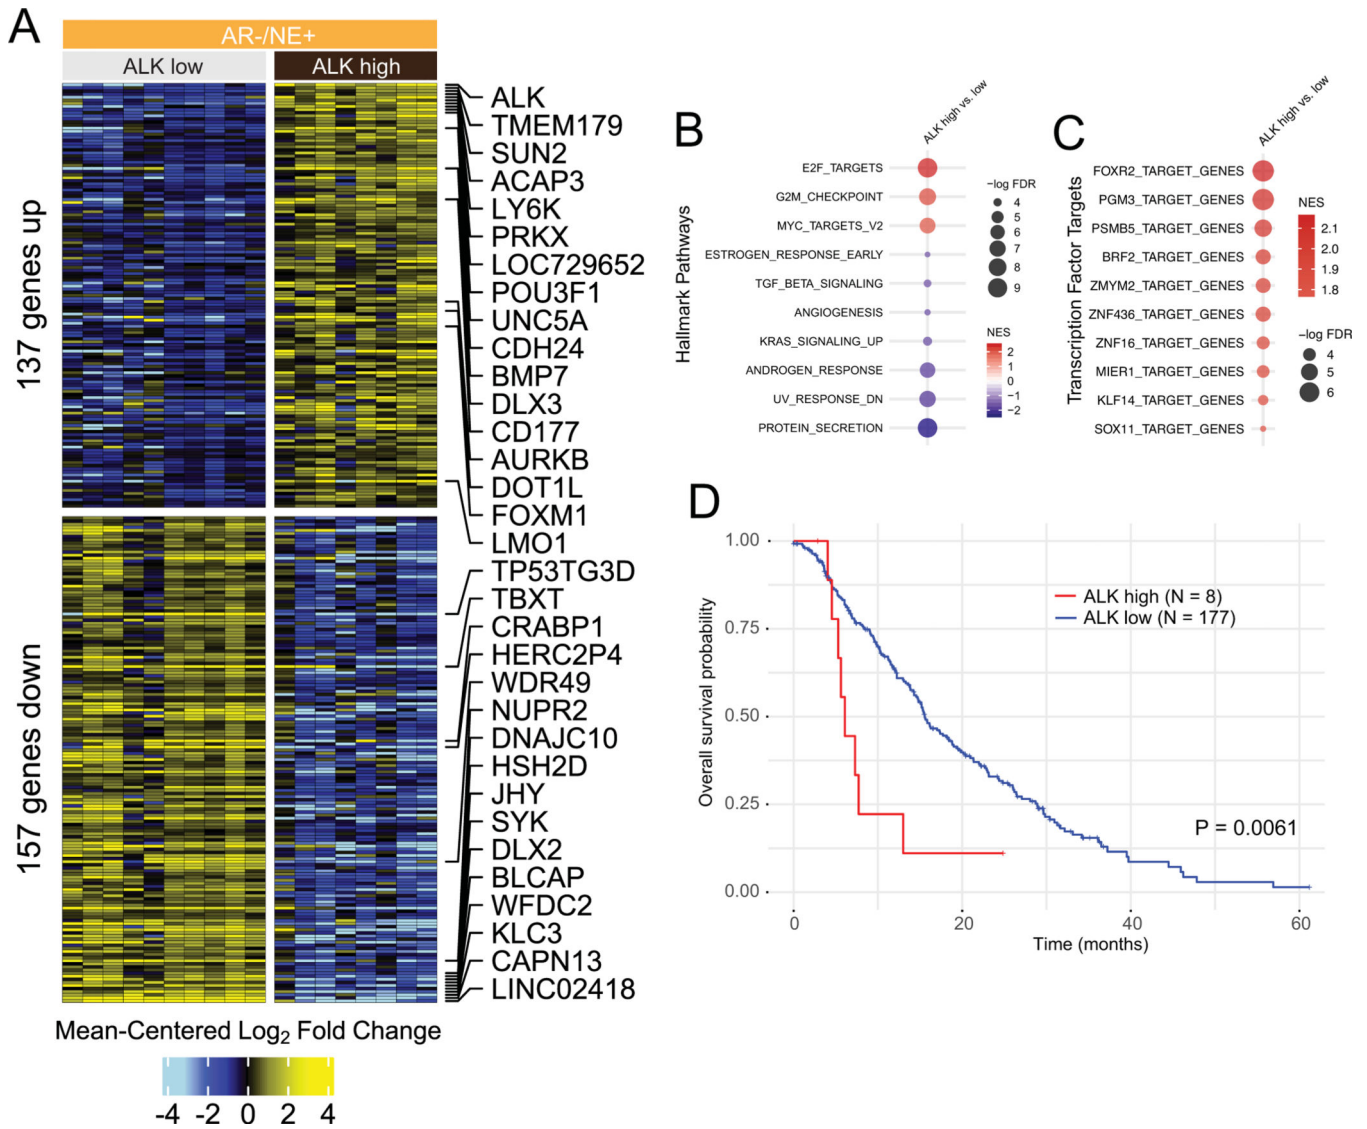 A
AR-/NE+
ALK low
ALK high
137 genes up
157 genes down
ALK
TMEM179
SUN2
ACAP3
LY6K
PRKX
LOC729652
POU3F1
UNC5A
CDH24
BMP7
DLX3
CD177
AURKB
DOT1L
FOXM1
LMO1
TP53TG3D
TBXT
CRABP1
HERC2P4
WDR49
NUPR2
DNAJC10
HSH2D
JHY
SYK
DLX2
BLCAP
WFDC2
KLC3
CAPN13
LINC02418
Mean-Centered Log2 Fold Change
-4 -2 0 2 4
B
ALK high vs. low
Hallmark Pathways
E2F_TARGETS
G2M_CHECKPOINT
MYC_TARGETS_V2
ESTROGEN_RESPONSE_EARLY
TGF_BETA_SIGNALING
ANGIOGENESIS
KRAS_SIGNALING_UP
ANDROGEN_RESPONSE
UV_RESPONSE_DN
PROTEIN_SECRETION
−log FDR
4
5
6
7
8
9
NES
2
1
0
−1
−2
C
ALK high vs. low
Transcription Factor Targets
FOXR2_TARGET_GENES
PGM3_TARGET_GENES
PSMB5_TARGET_GENES
BRF2_TARGET_GENES
ZMYM2_TARGET_GENES
ZNF436_TARGET_GENES
ZNF16_TARGET_GENES
MIER1_TARGET_GENES
KLF14_TARGET_GENES
SOX11_TARGET_GENES
NES
2.1
2.0
1.9
1.8
−log FDR
4
5
6
D
Overall survival probability
1.00
0.75
0.50
0.25
0.00
ALK high (N = 8)
ALK low (N = 177)
P = 0.0061
0 20 40 60
Time (months)